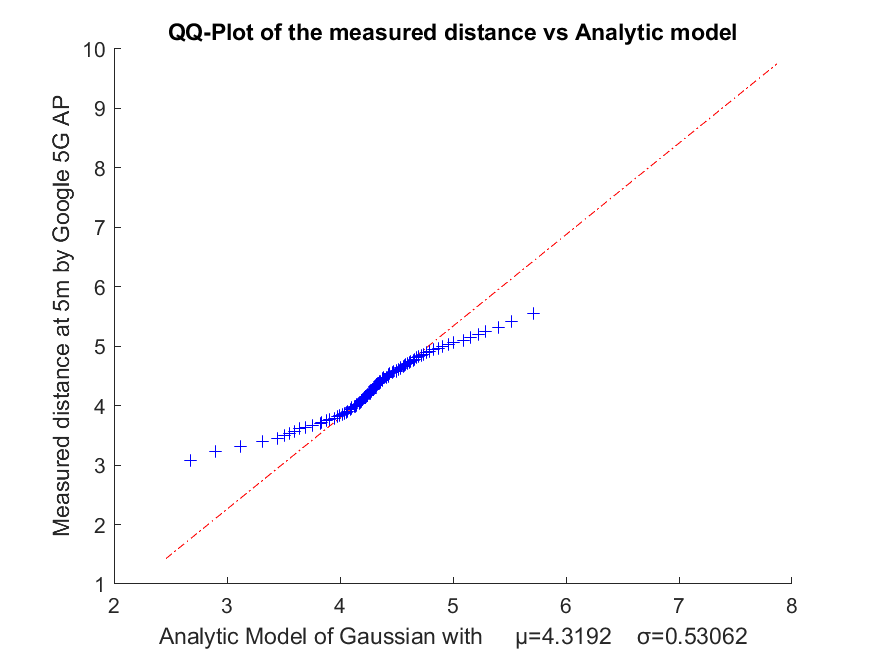 QQ-Plot of the measured distance vs Analytic model
Measured distance at 5m by Google 5G AP
10
9
8
7
6
5
4
3
2
1
2 3 4 5 6 7 8
Analytic Model of Gaussian with μ=4.3192 σ=0.53062